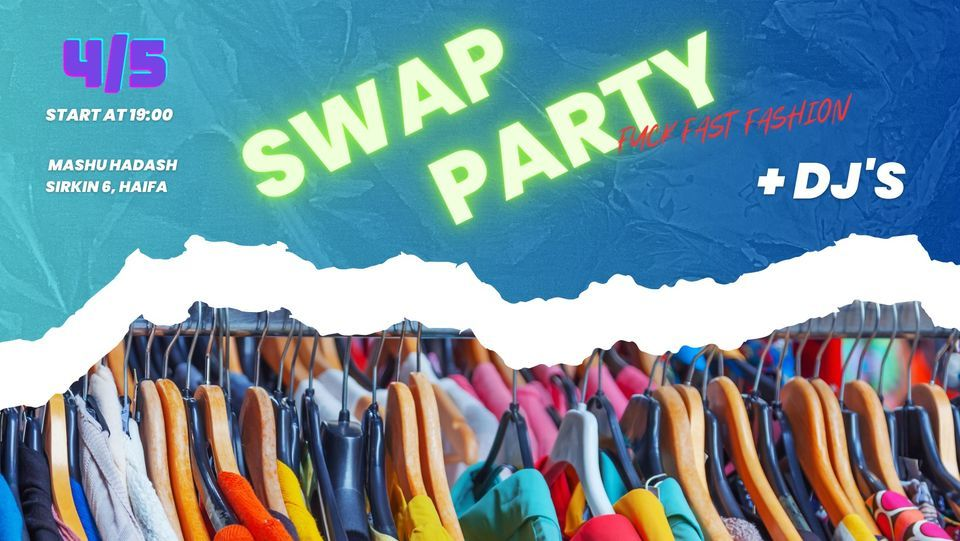 4/5
START AT 19:00
MASHU HADASH
SIRKIN 6, HAIFA
SWAP
PARTY
FUCK FAST FASHION
+ DJ'S